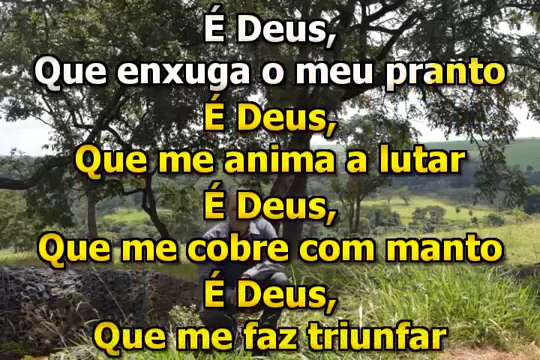 É Deus,
Que enxuga o meu pranto
É Deus,
Que me anima a lutar
É Deus,
Que me cobre com manto
É Deus,
Que me faz triunfar